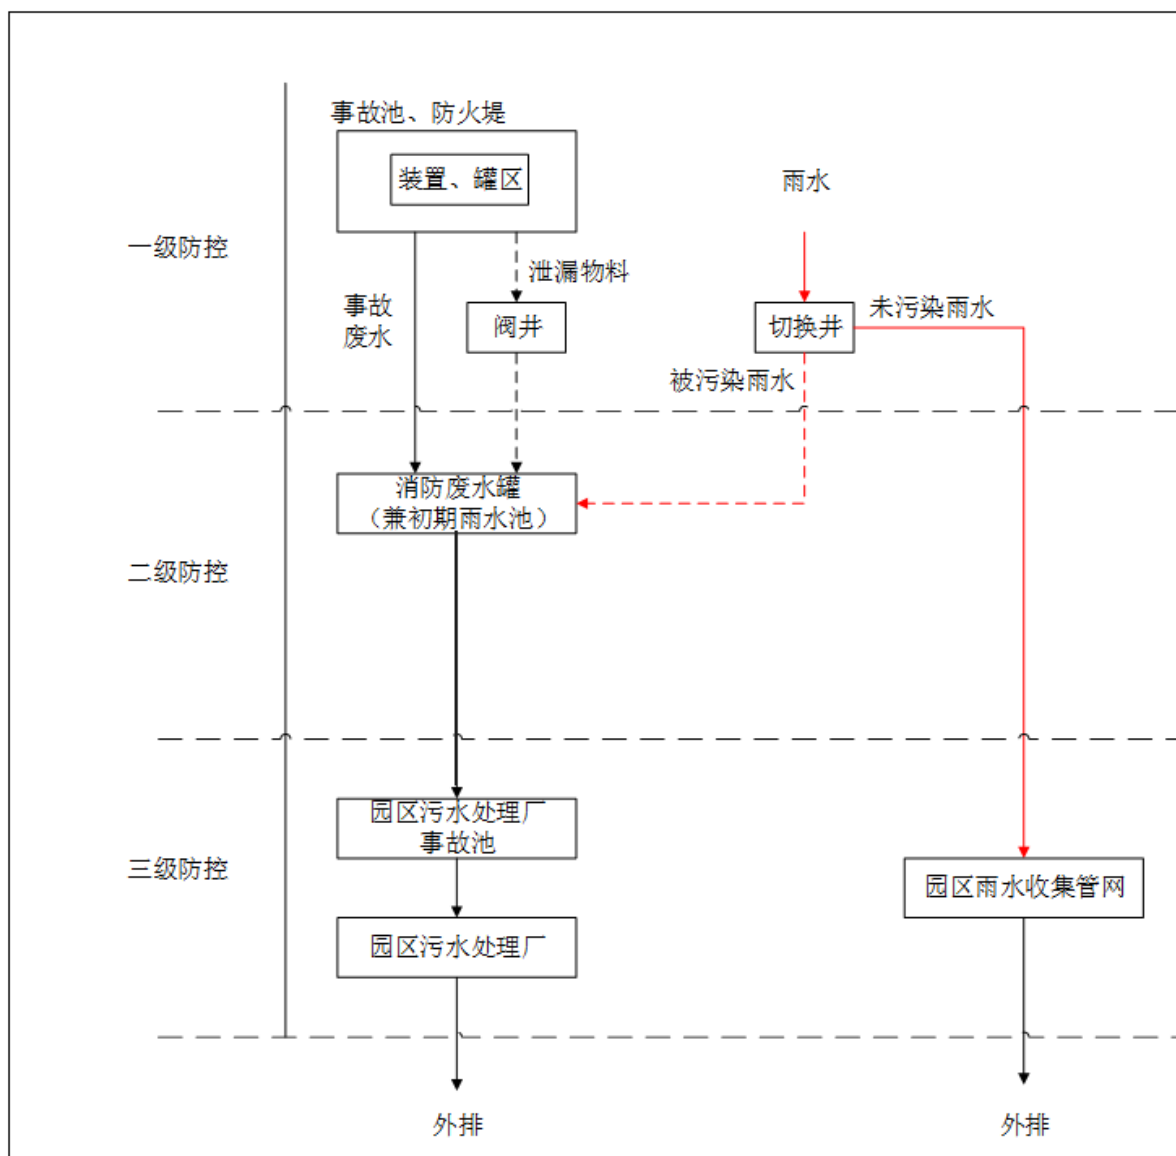 事故池、防火堤
装置、罐区
雨水
一级防控
泄漏物料
事故
废水
阀井
切换井
未污染雨水
被污染雨水
消防废水罐
（兼初期雨水池）
二级防控
园区污水处理厂
事故池
三级防控
园区雨水收集管网
园区污水处理厂
外排
外排